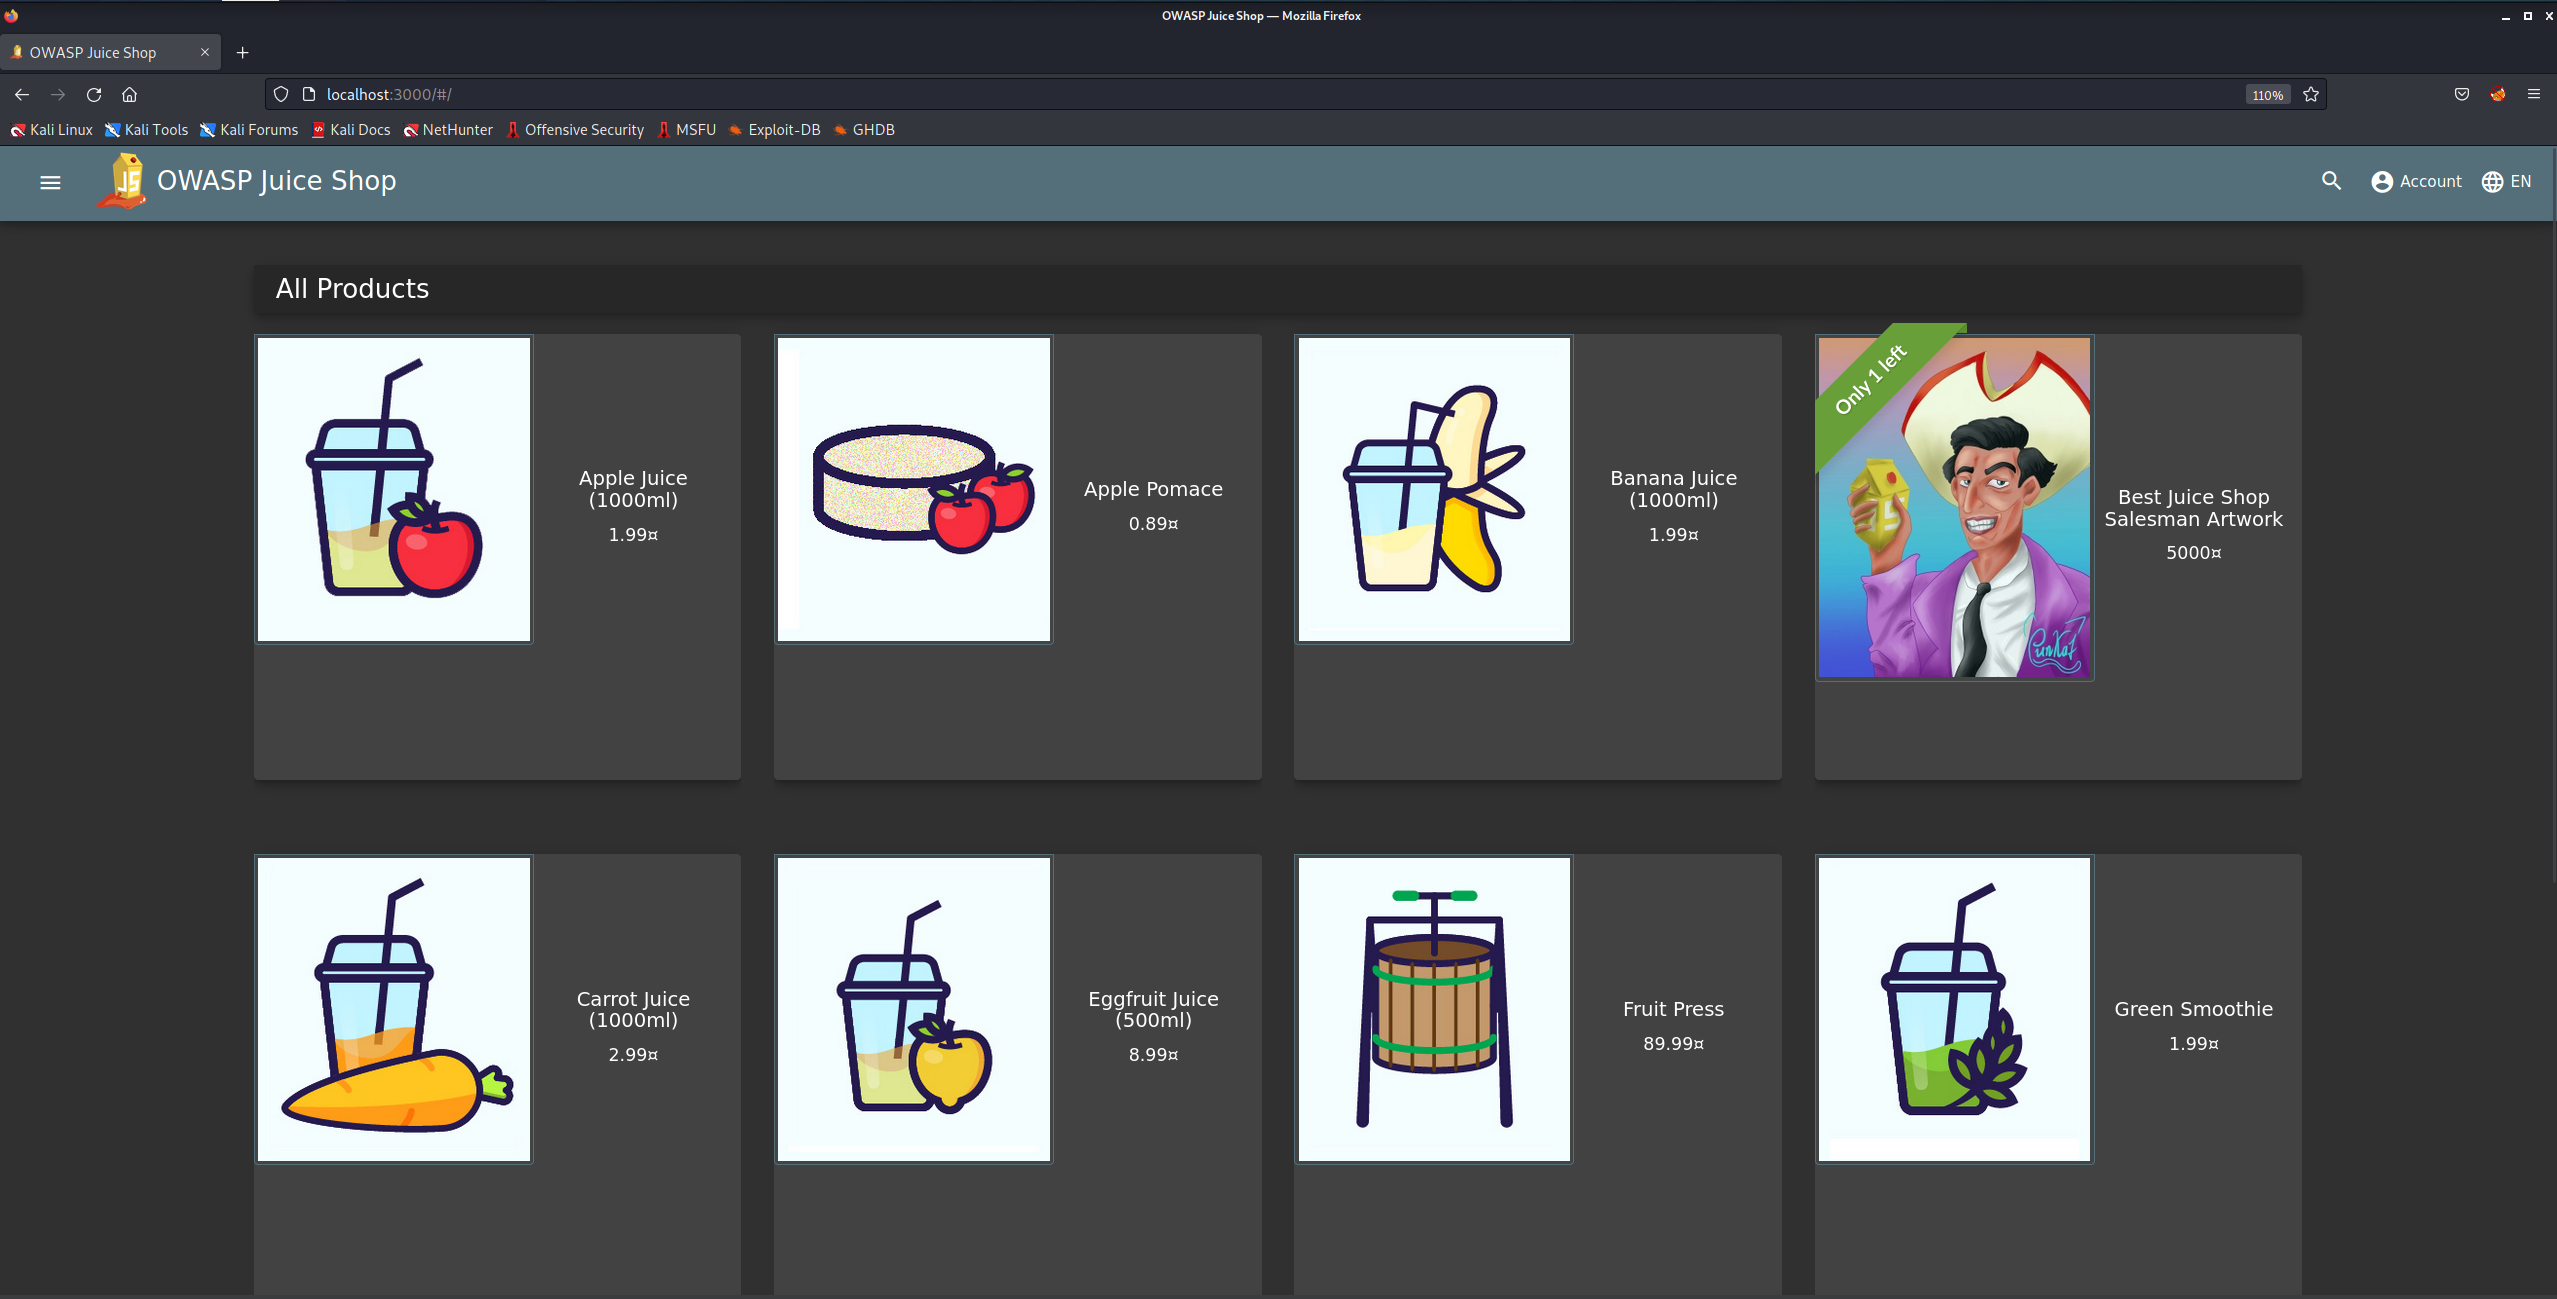 OWASP Juice Shop — Mozilla Firefox
OWASP Juice Shop
localhost:3000/#/
110%
Kali Linux Kali Tools Kali Forums Kali Docs NetHunter Offensive Security MSFU Exploit-DB GHDB
JS OWASP Juice Shop
Account EN
All Products
Apple Juice
(1000ml)
1.99¤
Apple Pomace
0.89¤
Banana Juice
(1000ml)
1.99¤
Only 1 left
Best Juice Shop
Salesman Artwork
5000¤
Carrot Juice
(1000ml)
2.99¤
Eggfruit Juice
(500ml)
8.99¤
Fruit Press
89.99¤
Green Smoothie
1.99¤